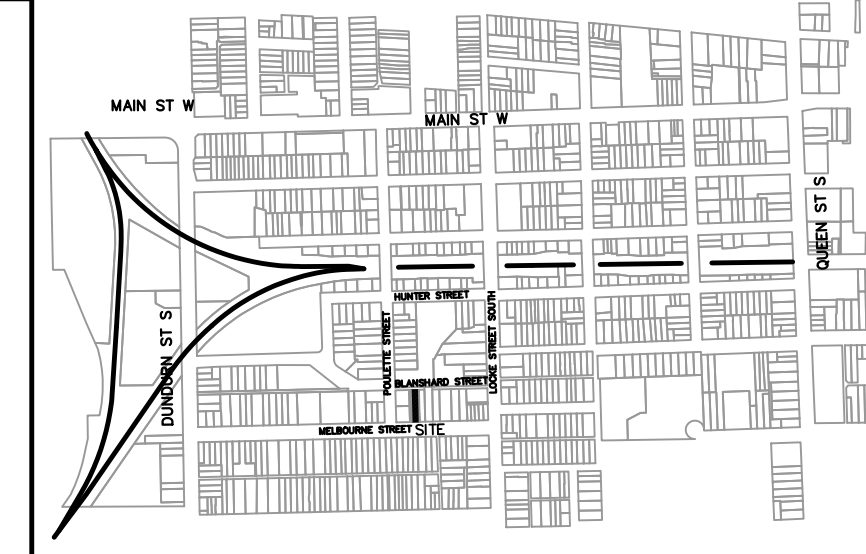 MAIN ST W
MAIN ST W
QUEEN ST S
HUNTER STREET
POULETTE STREET
LOCKE STREET SOUTH
DUNDURN ST S
BLANSHARD STREET
MELBOURNE STREET
SITE